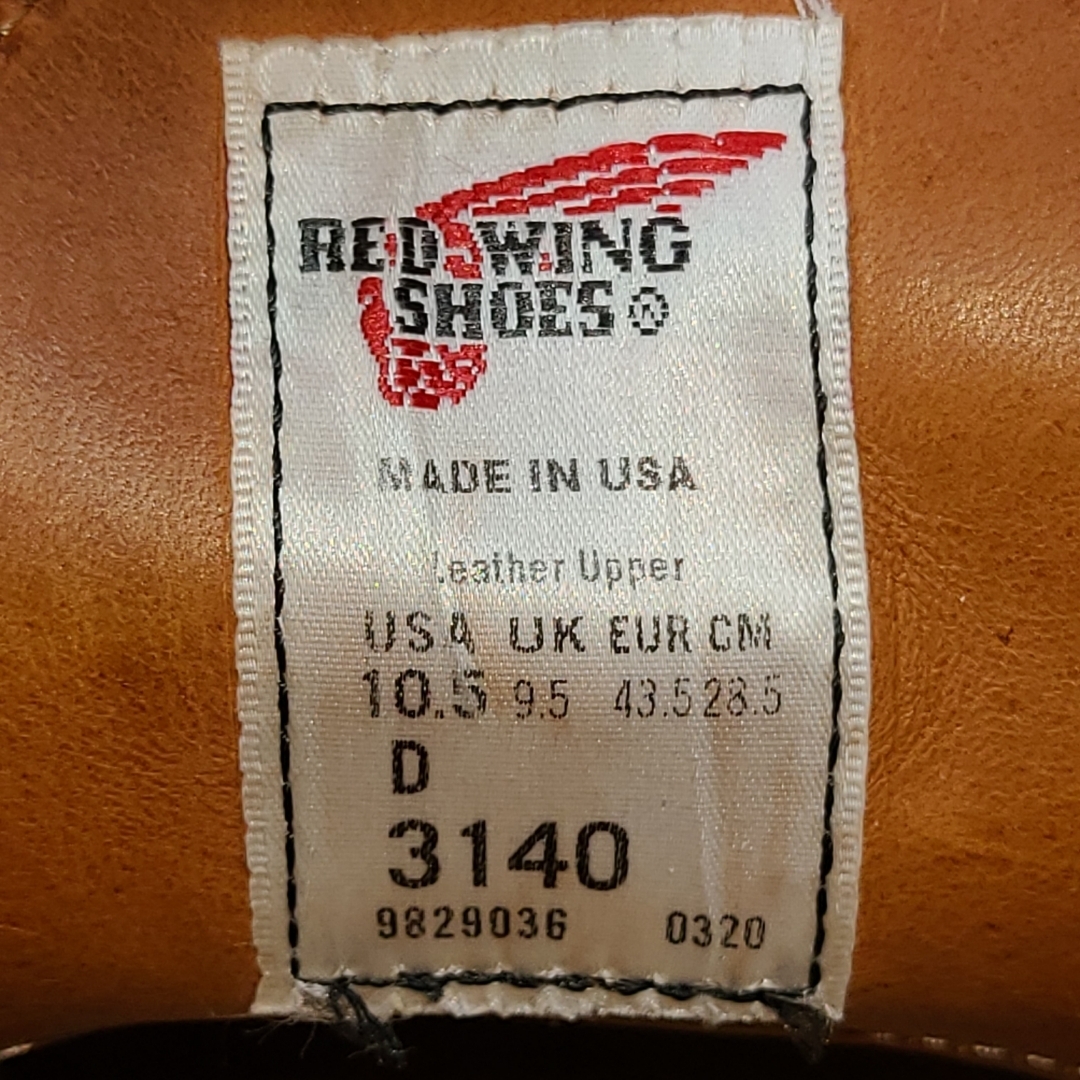 RED WING
SHOES®
MADE IN USA
Leather Upper
USA UK EUR CM
10.5 9.5 43.5 28.5
D
3140
9829036 0320